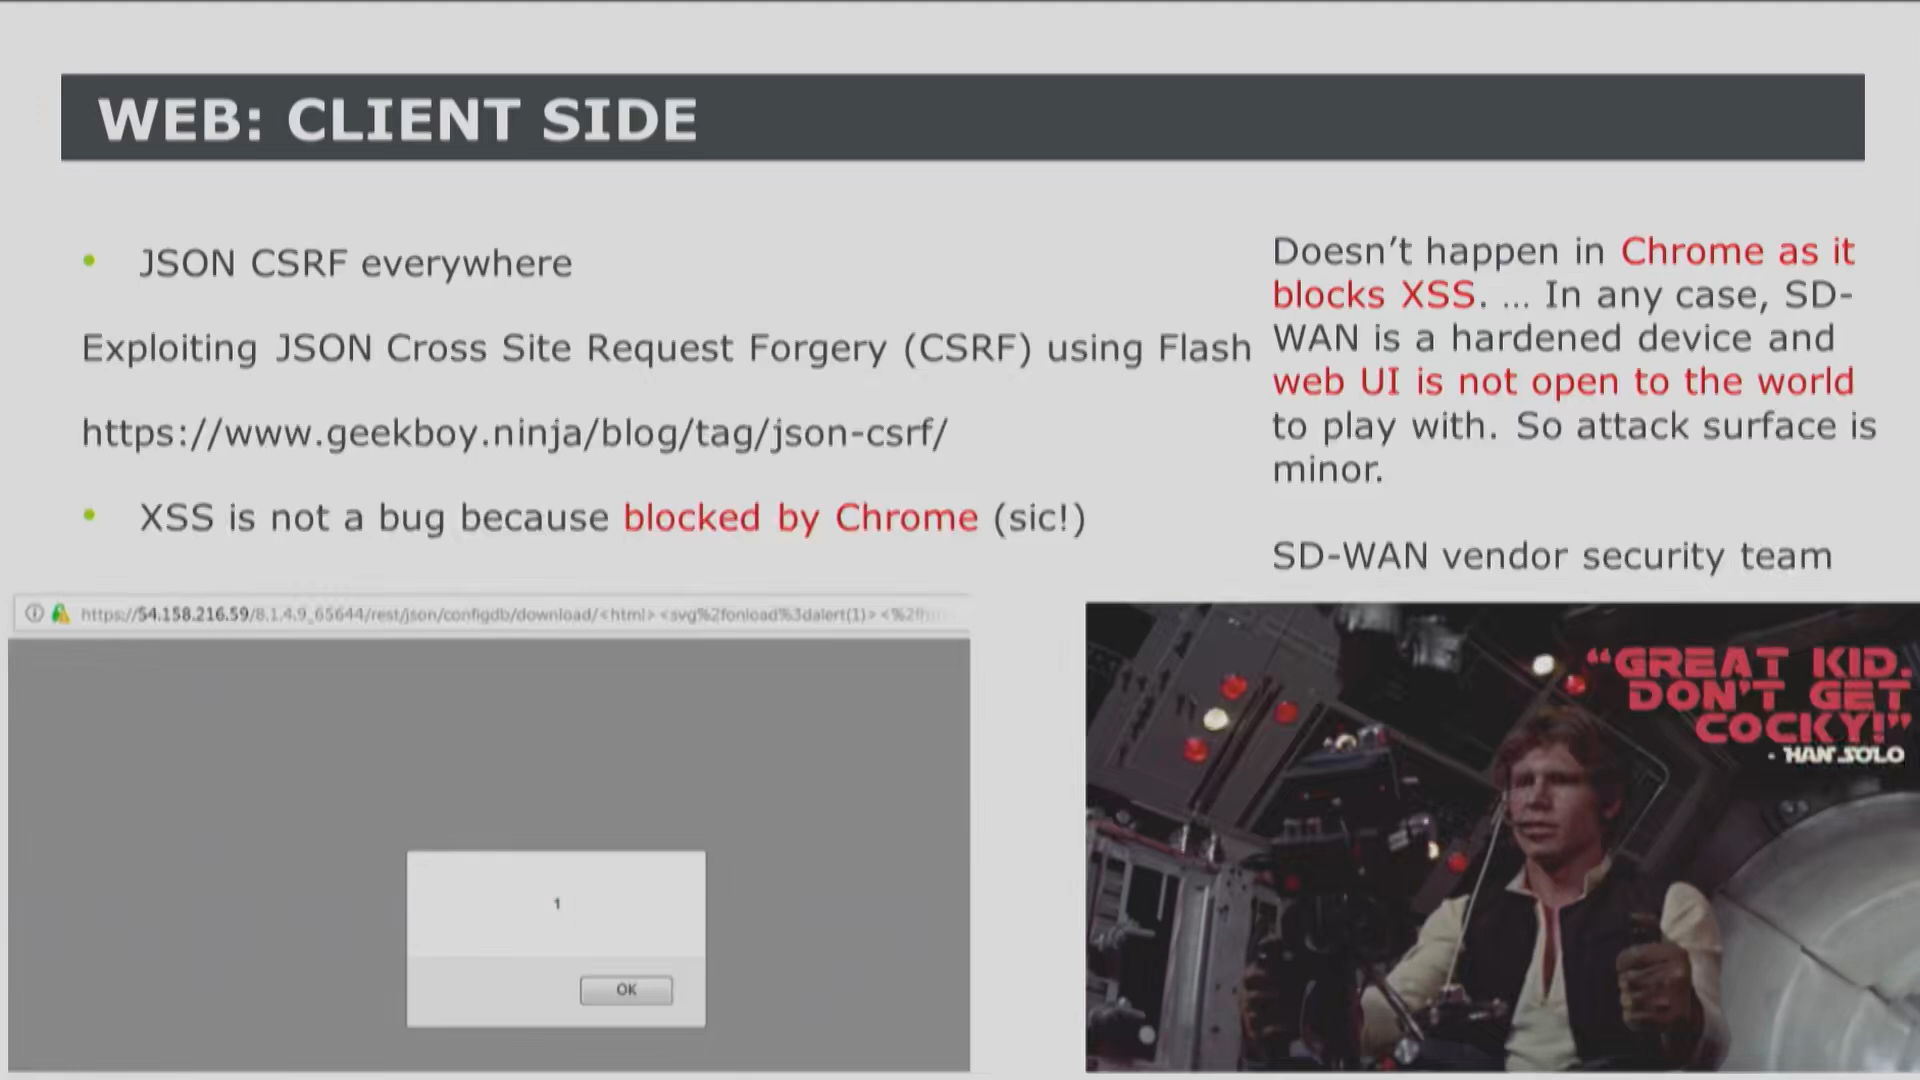 WEB: CLIENT SIDE
• JSON CSRF everywhere
Exploiting JSON Cross Site Request Forgery (CSRF) using Flash
https://www.geekboy.ninja/blog/tag/json-csrf/
• XSS is not a bug because blocked by Chrome (sic!)
Doesn’t happen in Chrome as it
blocks XSS. ... In any case, SD-
WAN is a hardened device and
web UI is not open to the world
to play with. So attack surface is
minor.
SD-WAN vendor security team
https://54.158.216.59/8.1.4.9_65644/rest/json/configdb/download/<html> <svg%2fonload%3dalert(1)> <%2fh
1
OK
“GREAT KID.
DON'T GET
COCKY!”
- HAN SOLO